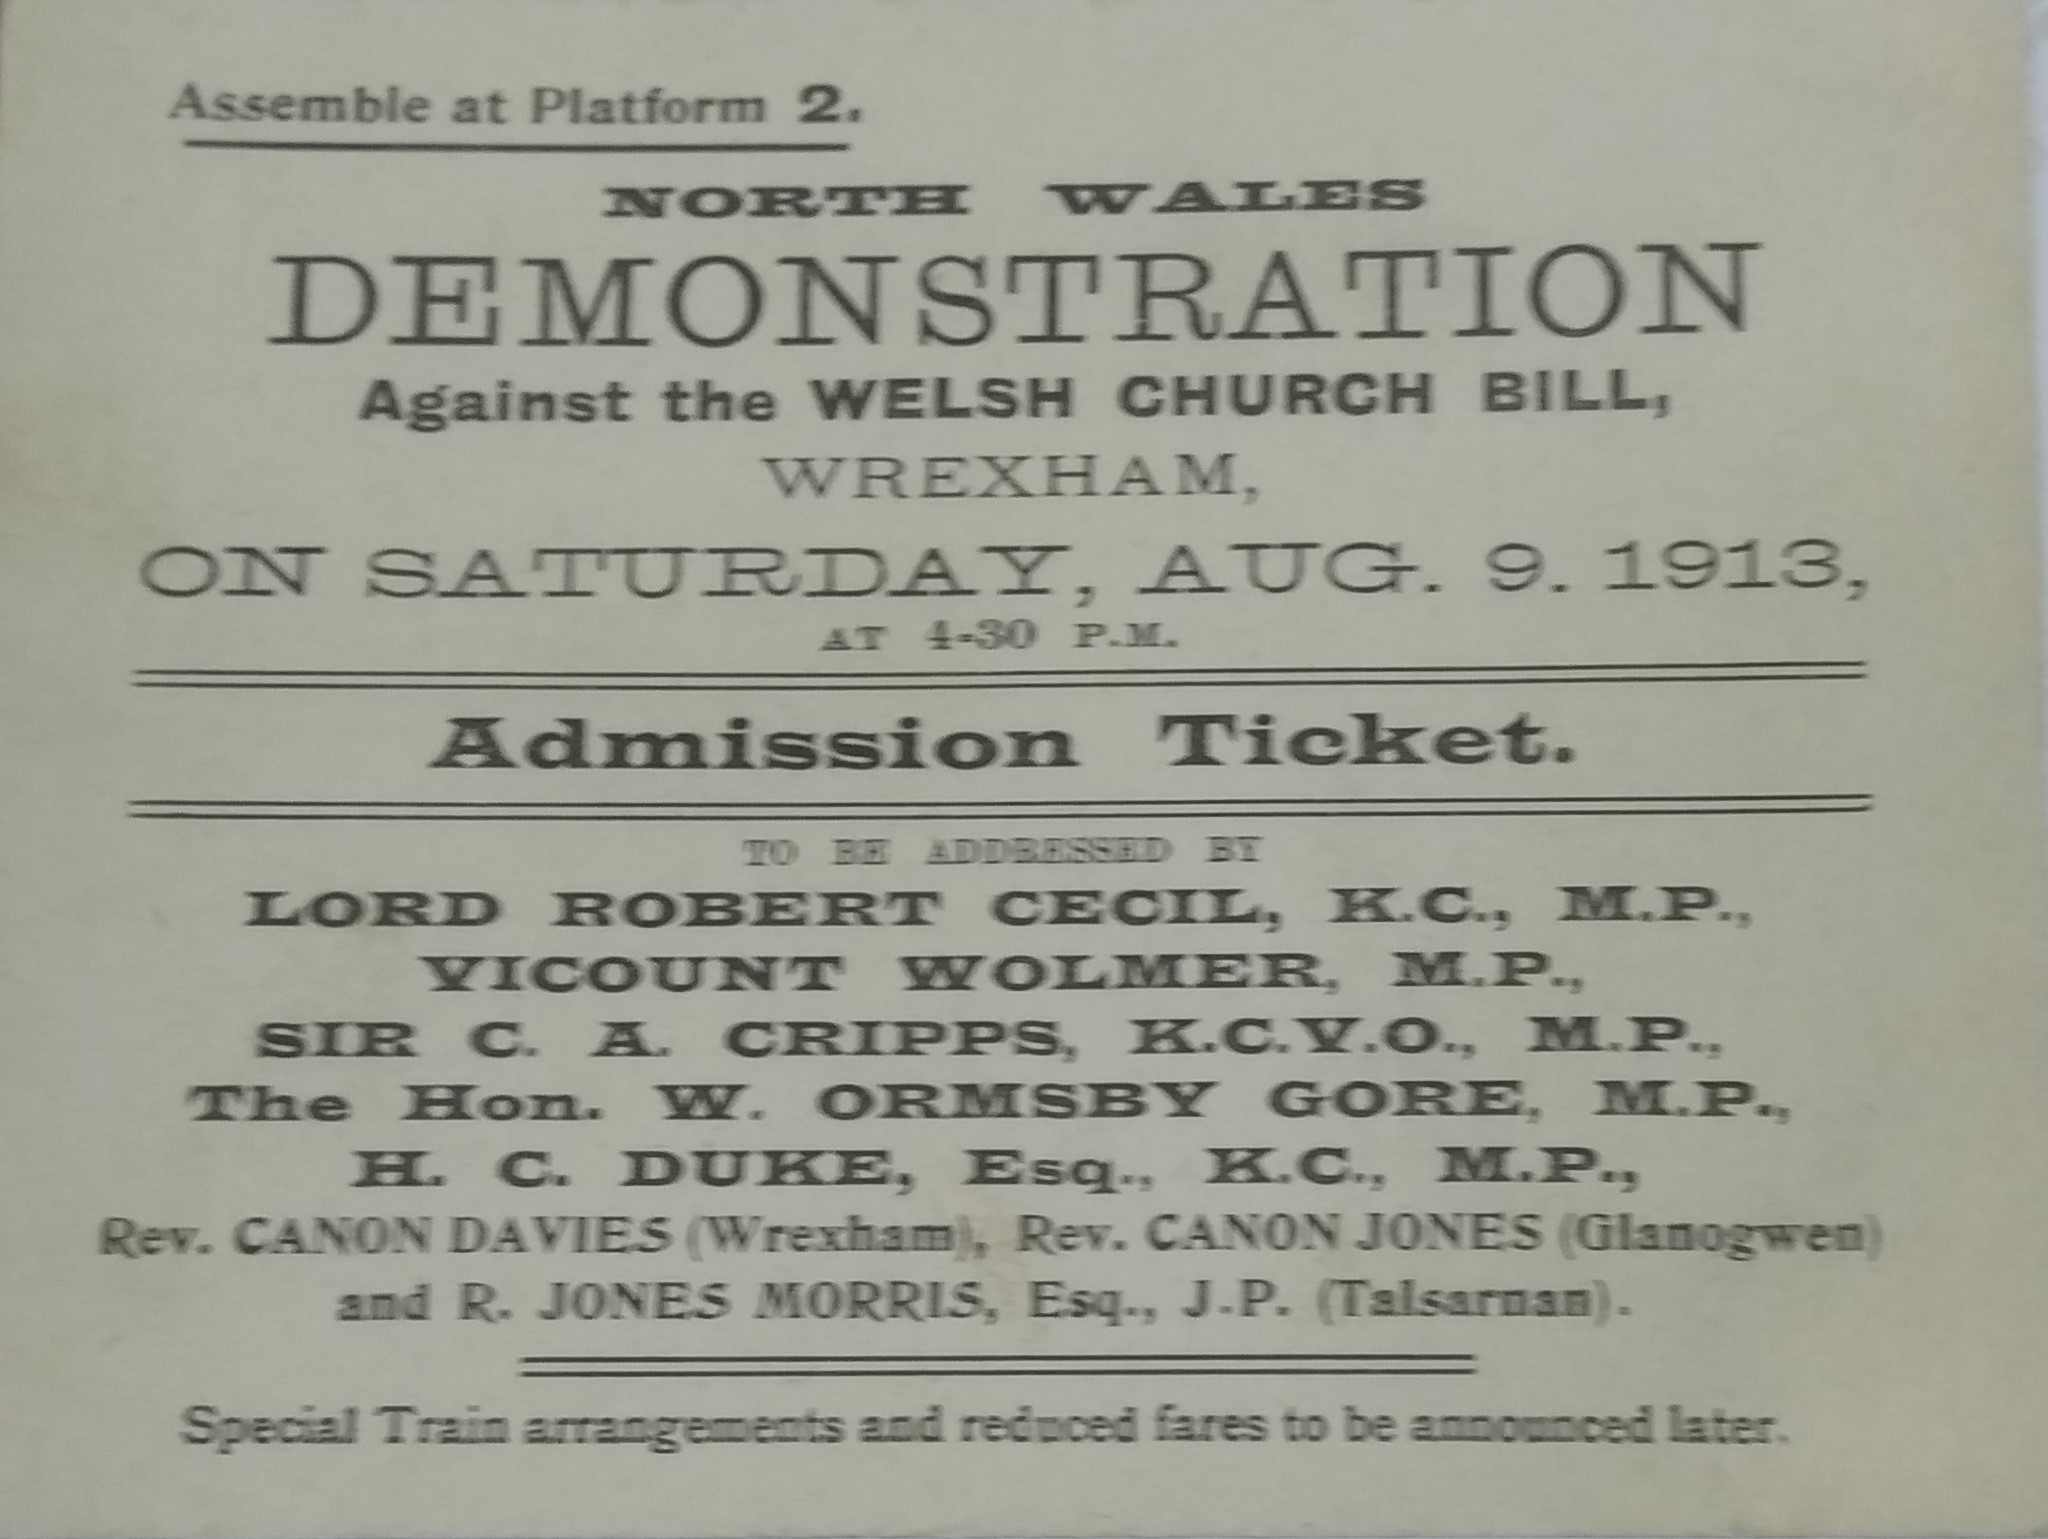 Assemble at Platform 2.
NORTH WALES
DEMONSTRATION
Against the WELSH CHURCH BILL,
WREXHAM,
ON SATURDAY, AUG. 9. 1913,
AT 4-30 P.M.
Admission Ticket.
TO BE ADDRESSED BY
LORD ROBERT CECIL, K.C., M.P.,
VICOUNT WOLMER, M.P.,
SIR C. A. CRIPPS, K.C.V.O., M.P.,
The Hon. W. ORMSBY GORE, M.P.,
H. C. DUKE, Esq., K.C., M.P.,
Rev. CANON DAVIES (Wrexham), Rev. CANON JONES (Glanogwen)
and R. JONES MORRIS, Esq., J.P. (Talsarnan).
Special Train arrangements and reduced fares to be announced later.